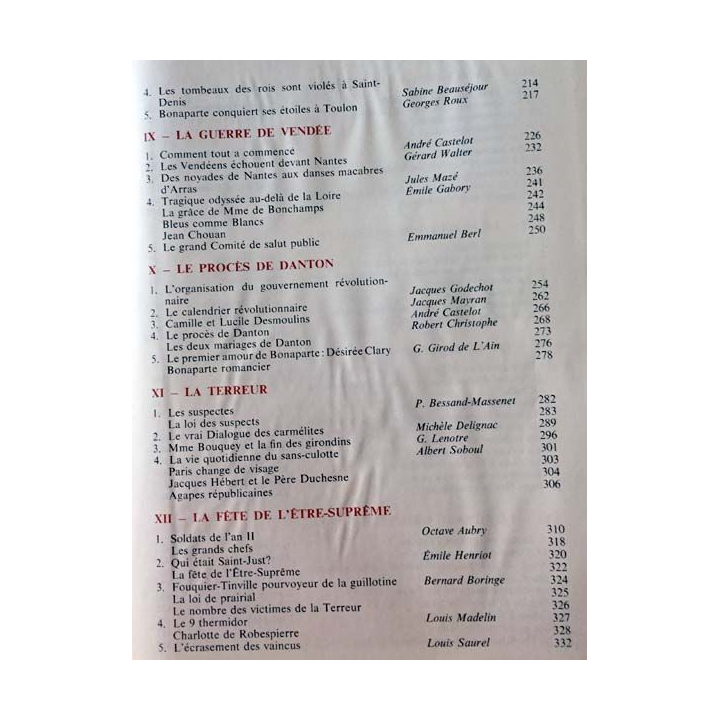 4. Les tombeaux des rois sont violés à Saint-
Denis Sabine Beauséjour 214
5. Bonaparte conquiert ses étoiles à Toulon Georges Roux 217
IX – LA GUERRE DE VENDÉE
1. Comment tout a commencé André Castelot 226
2. Les Vendéens échouent devant Nantes Gérard Walter 232
3. Des noyades de Nantes aux danses macabres
d'Arras Jules Mazé 236
4. Tragique odyssée au-delà de la Loire Émile Gabory 241
La grâce de Mme de Bonchamps 242
Bleus comme Blancs 244
Jean Chouan 248
5. Le grand Comité de salut public Emmanuel Berl 250
X – LE PROCÈS DE DANTON
1. L'organisation du gouvernement révolution-
naire Jacques Godechot 254
2. Le calendrier révolutionnaire Jacques Mayran 262
3. Camille et Lucile Desmoulins André Castelot 266
4. Le procès de Danton Robert Christophe 268
Les deux mariages de Danton 273
5. Le premier amour de Bonaparte : Désirée Clary G. Girod de L'Ain 276
Bonaparte romancier 278
XI – LA TERREUR
1. Les suspectes P. Bessand-Massenet 282
La loi des suspects 283
2. Le vrai Dialogue des carmélites Michèle Delignac 289
3. Mme Bouquey et la fin des girondins G. Lenotre 296
4. La vie quotidienne du sans-culotte Albert Soboul 301
Paris change de visage 303
Jacques Hébert et le Père Duchesne 304
Agapes républicaines 306
XII – LA FÊTE DE L'ÊTRE-SUPRÊME
1. Soldats de l'an II Octave Aubry 310
Les grands chefs 318
2. Qui était Saint-Just? Émile Henriot 320
La fête de l'Être-Suprême 322
3. Fouquier-Tinville pourvoyeur de la guillotine Bernard Boringe 324
La loi de prairial 325
Le nombre des victimes de la Terreur 326
4. Le 9 thermidor Louis Madelin 327
Charlotte de Robespierre 328
5. L'écrasement des vaincus Louis Saurel 332